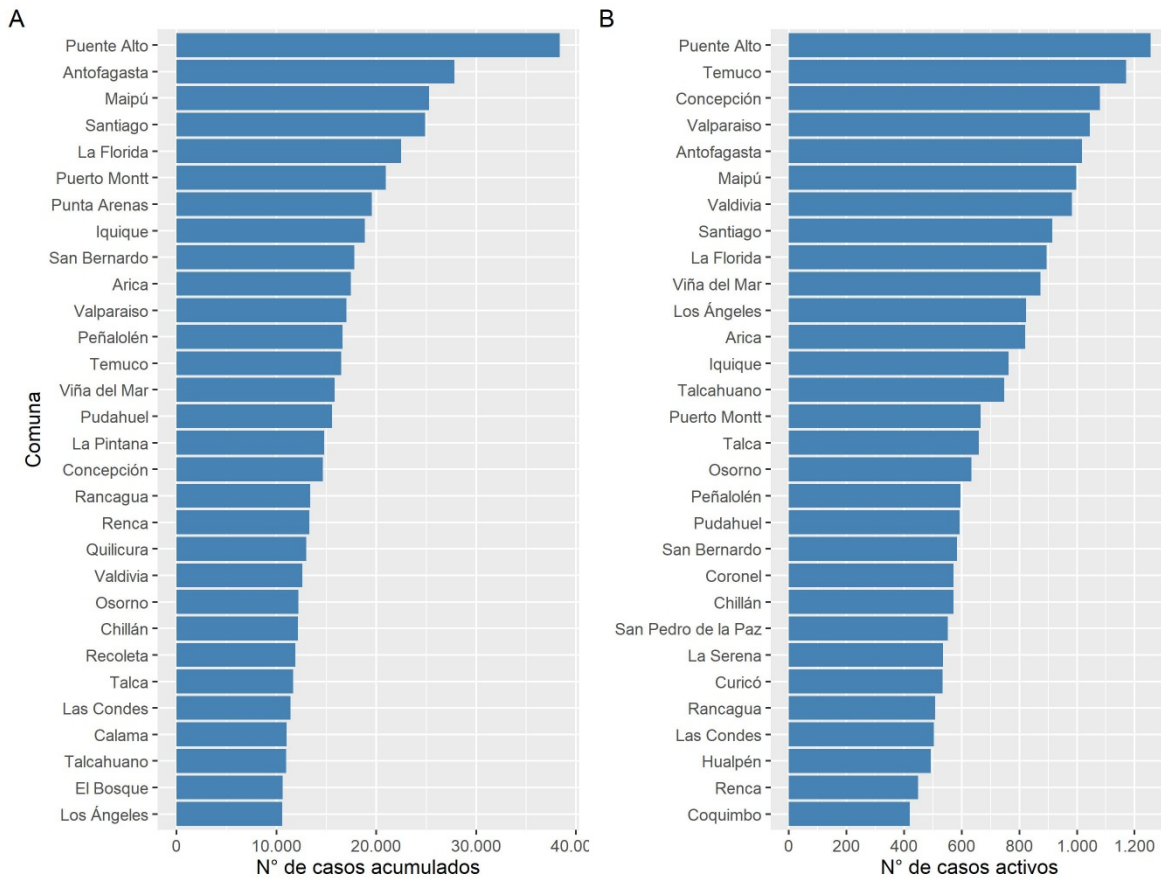 A
Puente Alto
Antofagasta
Maipú
Santiago
La Florida
Puerto Montt
Punta Arenas
Iquique
San Bernardo
Arica
Valparaiso
Peñalolén
Temuco
Viña del Mar
Pudahuel
La Pintana
Concepción
Rancagua
Renca
Quilicura
Valdivia
Osorno
Chillán
Recoleta
Talca
Las Condes
Calama
Talcahuano
El Bosque
Los Ángeles
Comuna
0 10.000 20.000 30.000 40.00
N° de casos acumulados
B
Puente Alto
Temuco
Concepción
Valparaiso
Antofagasta
Maipú
Valdivia
Santiago
La Florida
Viña del Mar
Los Ángeles
Arica
Iquique
Talcahuano
Puerto Montt
Talca
Osorno
Peñalolén
Pudahuel
San Bernardo
Coronel
Chillán
San Pedro de la Paz
La Serena
Curicó
Rancagua
Las Condes
Hualpén
Renca
Coquimbo
0 200 400 600 800 1.000 1.200
N° de casos activos